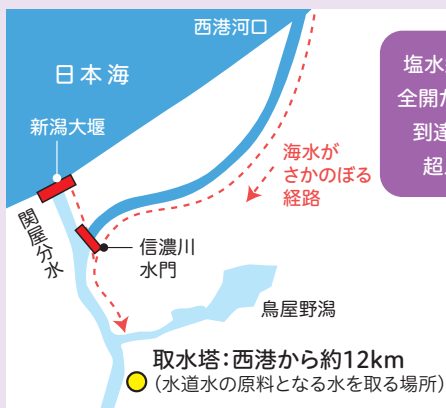 西港河口
日本海
新潟大堰
関屋分水
海水が
さかのぼる
経路
信濃川
水門
鳥屋野潟
取水塔：西港から約12km
（水道水の原料となる水を取る場所）
塩水
全開
到達
超